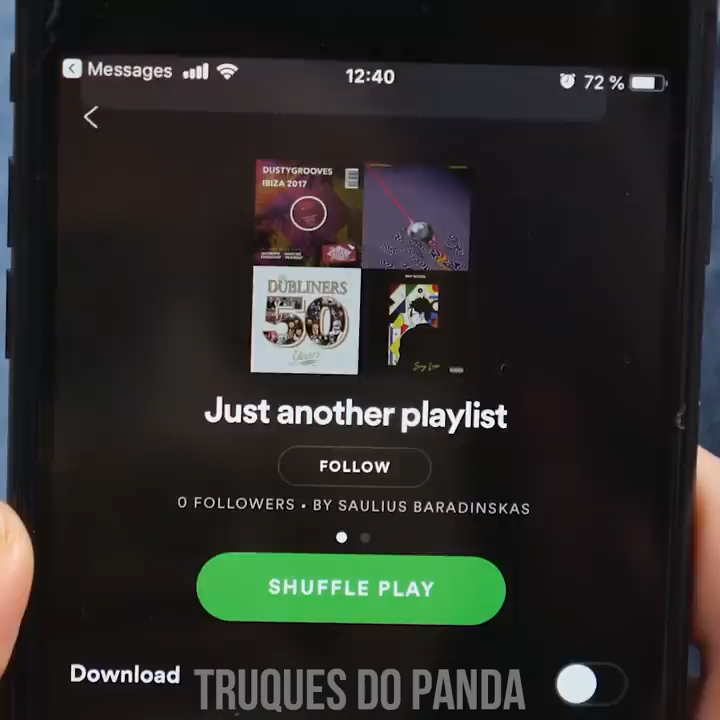 Messages
12:40
72 %
DUSTYGROOVES
IBIZA 2017
DUBLINERS
50
Years
Just another playlist
FOLLOW
0 FOLLOWERS • BY SAULIUS BARADINSKAS
SHUFFLE PLAY
Download
TRUQUES DO PANDA